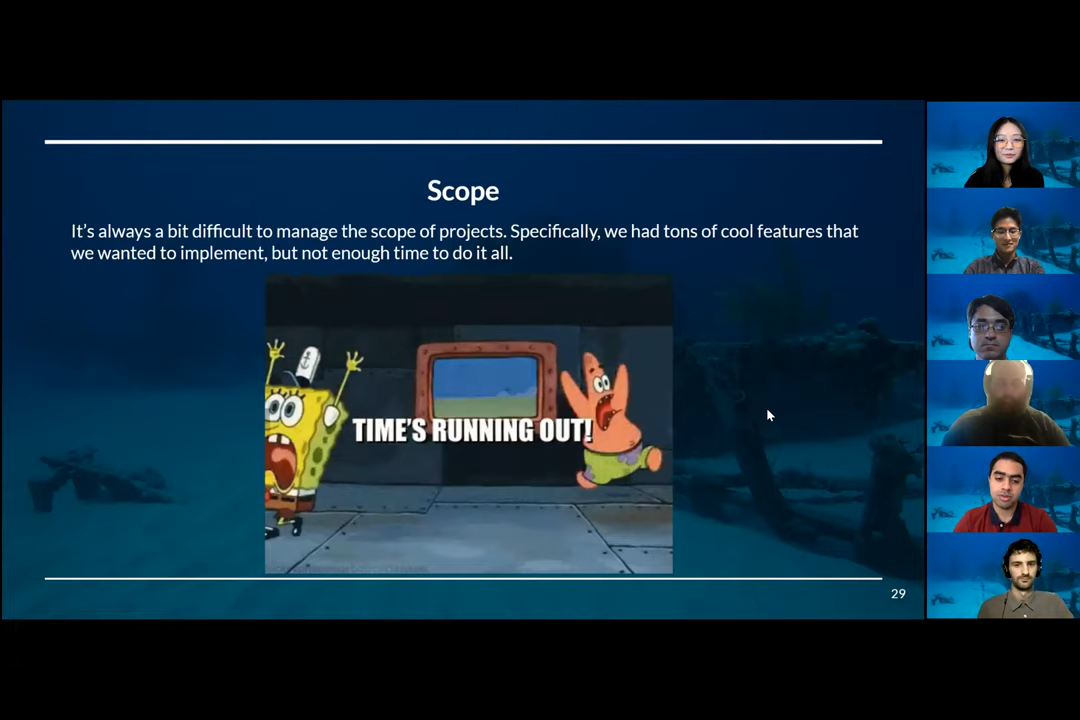 Scope
It’s always a bit difficult to manage the scope of projects. Specifically, we had tons of cool features that
we wanted to implement, but not enough time to do it all.
TIME'S RUNNING OUT!
29